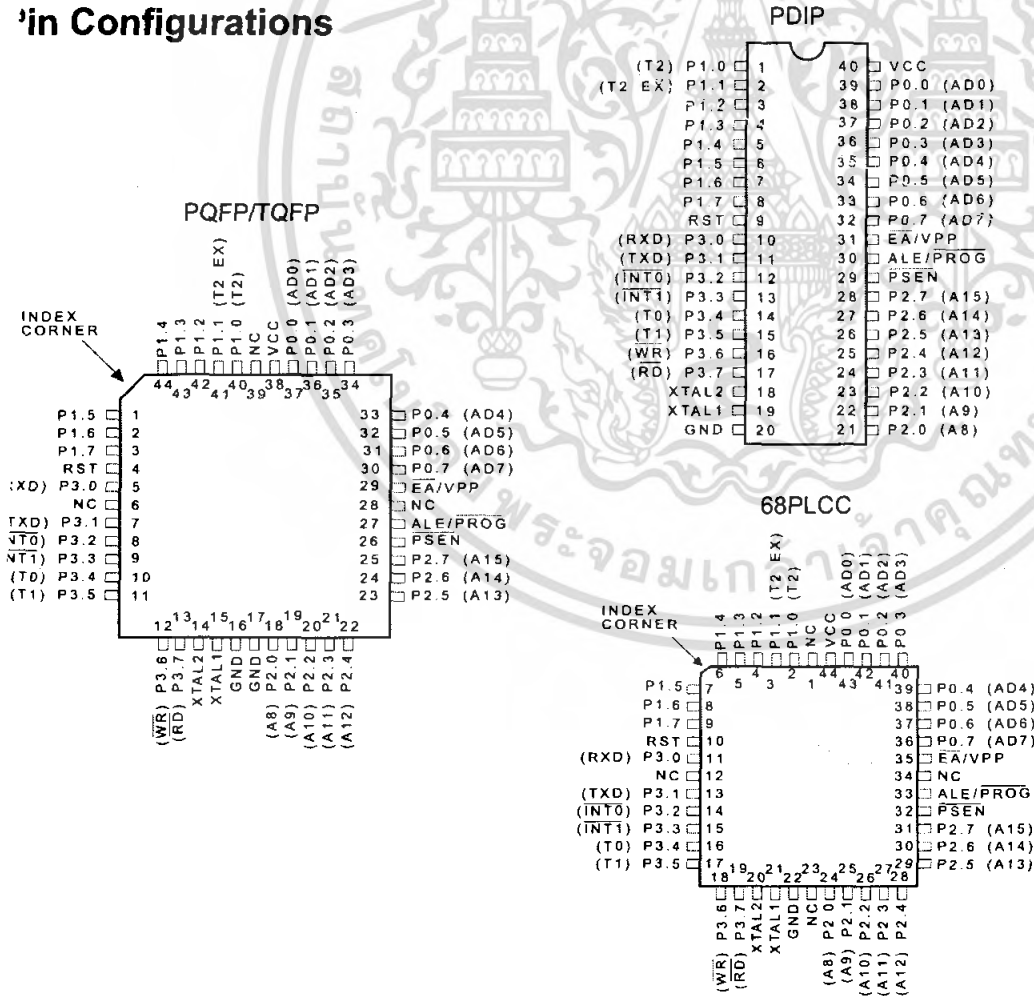 'in Configurations
PDIP
(T2) P1.0 1
(T2 EX) P1.1 2
P1.2 3
P1.3 4
P1.4 5
P1.5 6
P1.6 7
P1.7 8
RST 9
(RXD) P3.0 10
(TXD) P3.1 11
(INT0) P3.2 12
(INT1) P3.3 13
(T0) P3.4 14
(T1) P3.5 15
(WR) P3.6 16
(RD) P3.7 17
XTAL2 18
XTAL1 19
GND 20
40 VCC
39 P0.0 (AD0)
38 P0.1 (AD1)
37 P0.2 (AD2)
36 P0.3 (AD3)
35 P0.4 (AD4)
34 P0.5 (AD5)
33 P0.6 (AD6)
32 P0.7 (AD7)
31 EA/VPP
30 ALE/PROG
29 PSEN
28 P2.7 (A15)
27 P2.6 (A14)
26 P2.5 (A13)
25 P2.4 (A12)
24 P2.3 (A11)
23 P2.2 (A10)
22 P2.1 (A9)
21 P2.0 (A8)
PQFP/TQFP
INDEX
CORNER
P1.4 44
P1.3 43
P1.2 42
P1.1 (T2 EX) 41
P1.0 (T2) 40
NC 39
VCC 38
P0.0 (AD0) 37
P0.1 (AD1) 36
P0.2 (AD2) 35
P0.3 (AD3) 34
P1.5 1
P1.6 2
P1.7 3
RST 4
XD) P3.0 5
NC 6
TXD) P3.1 7
NT0) P3.2 8
NT1) P3.3 9
(T0) P3.4 10
(T1) P3.5 11
33 P0.4 (AD4)
32 P0.5 (AD5)
31 P0.6 (AD6)
30 P0.7 (AD7)
29 EA/VPP
28 NC
27 ALE/PROG
26 PSEN
25 P2.7 (A15)
24 P2.6 (A14)
23 P2.5 (A13)
12 (WR) P3.6
13 (RD) P3.7
14 XTAL2
15 XTAL1
16 GND
17 GND
18 (A8) P2.0
19 (A9) P2.1
20 (A10) P2.2
21 (A11) P2.3
22 (A12) P2.4
68PLCC
INDEX
CORNER
P1.4 6
P1.3 5
P1.2 4
P1.1 (T2 EX) 3
P1.0 (T2) 2
NC 1
VCC 44
P0.0 (AD0) 43
P0.1 (AD1) 42
P0.2 (AD2) 41
P0.3 (AD3) 40
P1.5 7
P1.6 8
P1.7 9
RST 10
(RXD) P3.0 11
NC 12
(TXD) P3.1 13
(INT0) P3.2 14
(INT1) P3.3 15
(T0) P3.4 16
(T1) P3.5 17
39 P0.4 (AD4)
38 P0.5 (AD5)
37 P0.6 (AD6)
36 P0.7 (AD7)
35 EA/VPP
34 NC
33 ALE/PROG
32 PSEN
31 P2.7 (A15)
30 P2.6 (A14)
29 P2.5 (A13)
18 (WR) P3.6
19 (RD) P3.7
20 XTAL2
21 XTAL1
22 GND
23 NC
24 (A8) P2.0
25 (A9) P2.1
26 (A10) P2.2
27 (A11) P2.3
28 (A12) P2.4